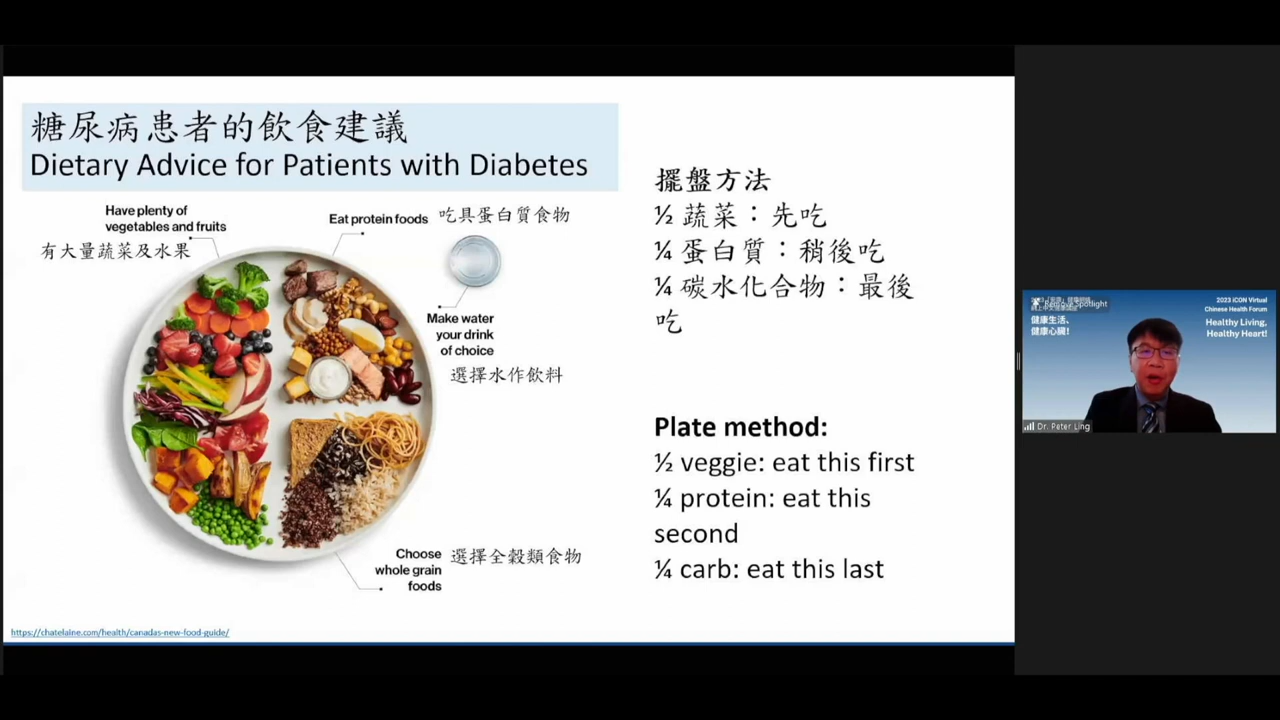 糖尿病患者的飲食建議
Dietary Advice for Patients with Diabetes
Have plenty of
vegetables and fruits
有大量蔬菜及水果
Eat protein foods
吃具蛋白質食物
Make water
your drink
of choice
選擇水作飲料
Choose
whole grain
foods
選擇全穀類食物
https://chatelaine.com/health/canadas-new-food-guide/
擺盤方法
½ 蔬菜：先吃
¼ 蛋白質：稍後吃
¼ 碳水化合物：最後
吃
Plate method:
½ veggie: eat this first
¼ protein: eat this
second
¼ carb: eat this last
Remove Spotlight
健康生活、
健康心臟!
2023 iCON Virtual
Chinese Health Forum
Healthy Living,
Healthy Heart!
Dr. Peter Ling